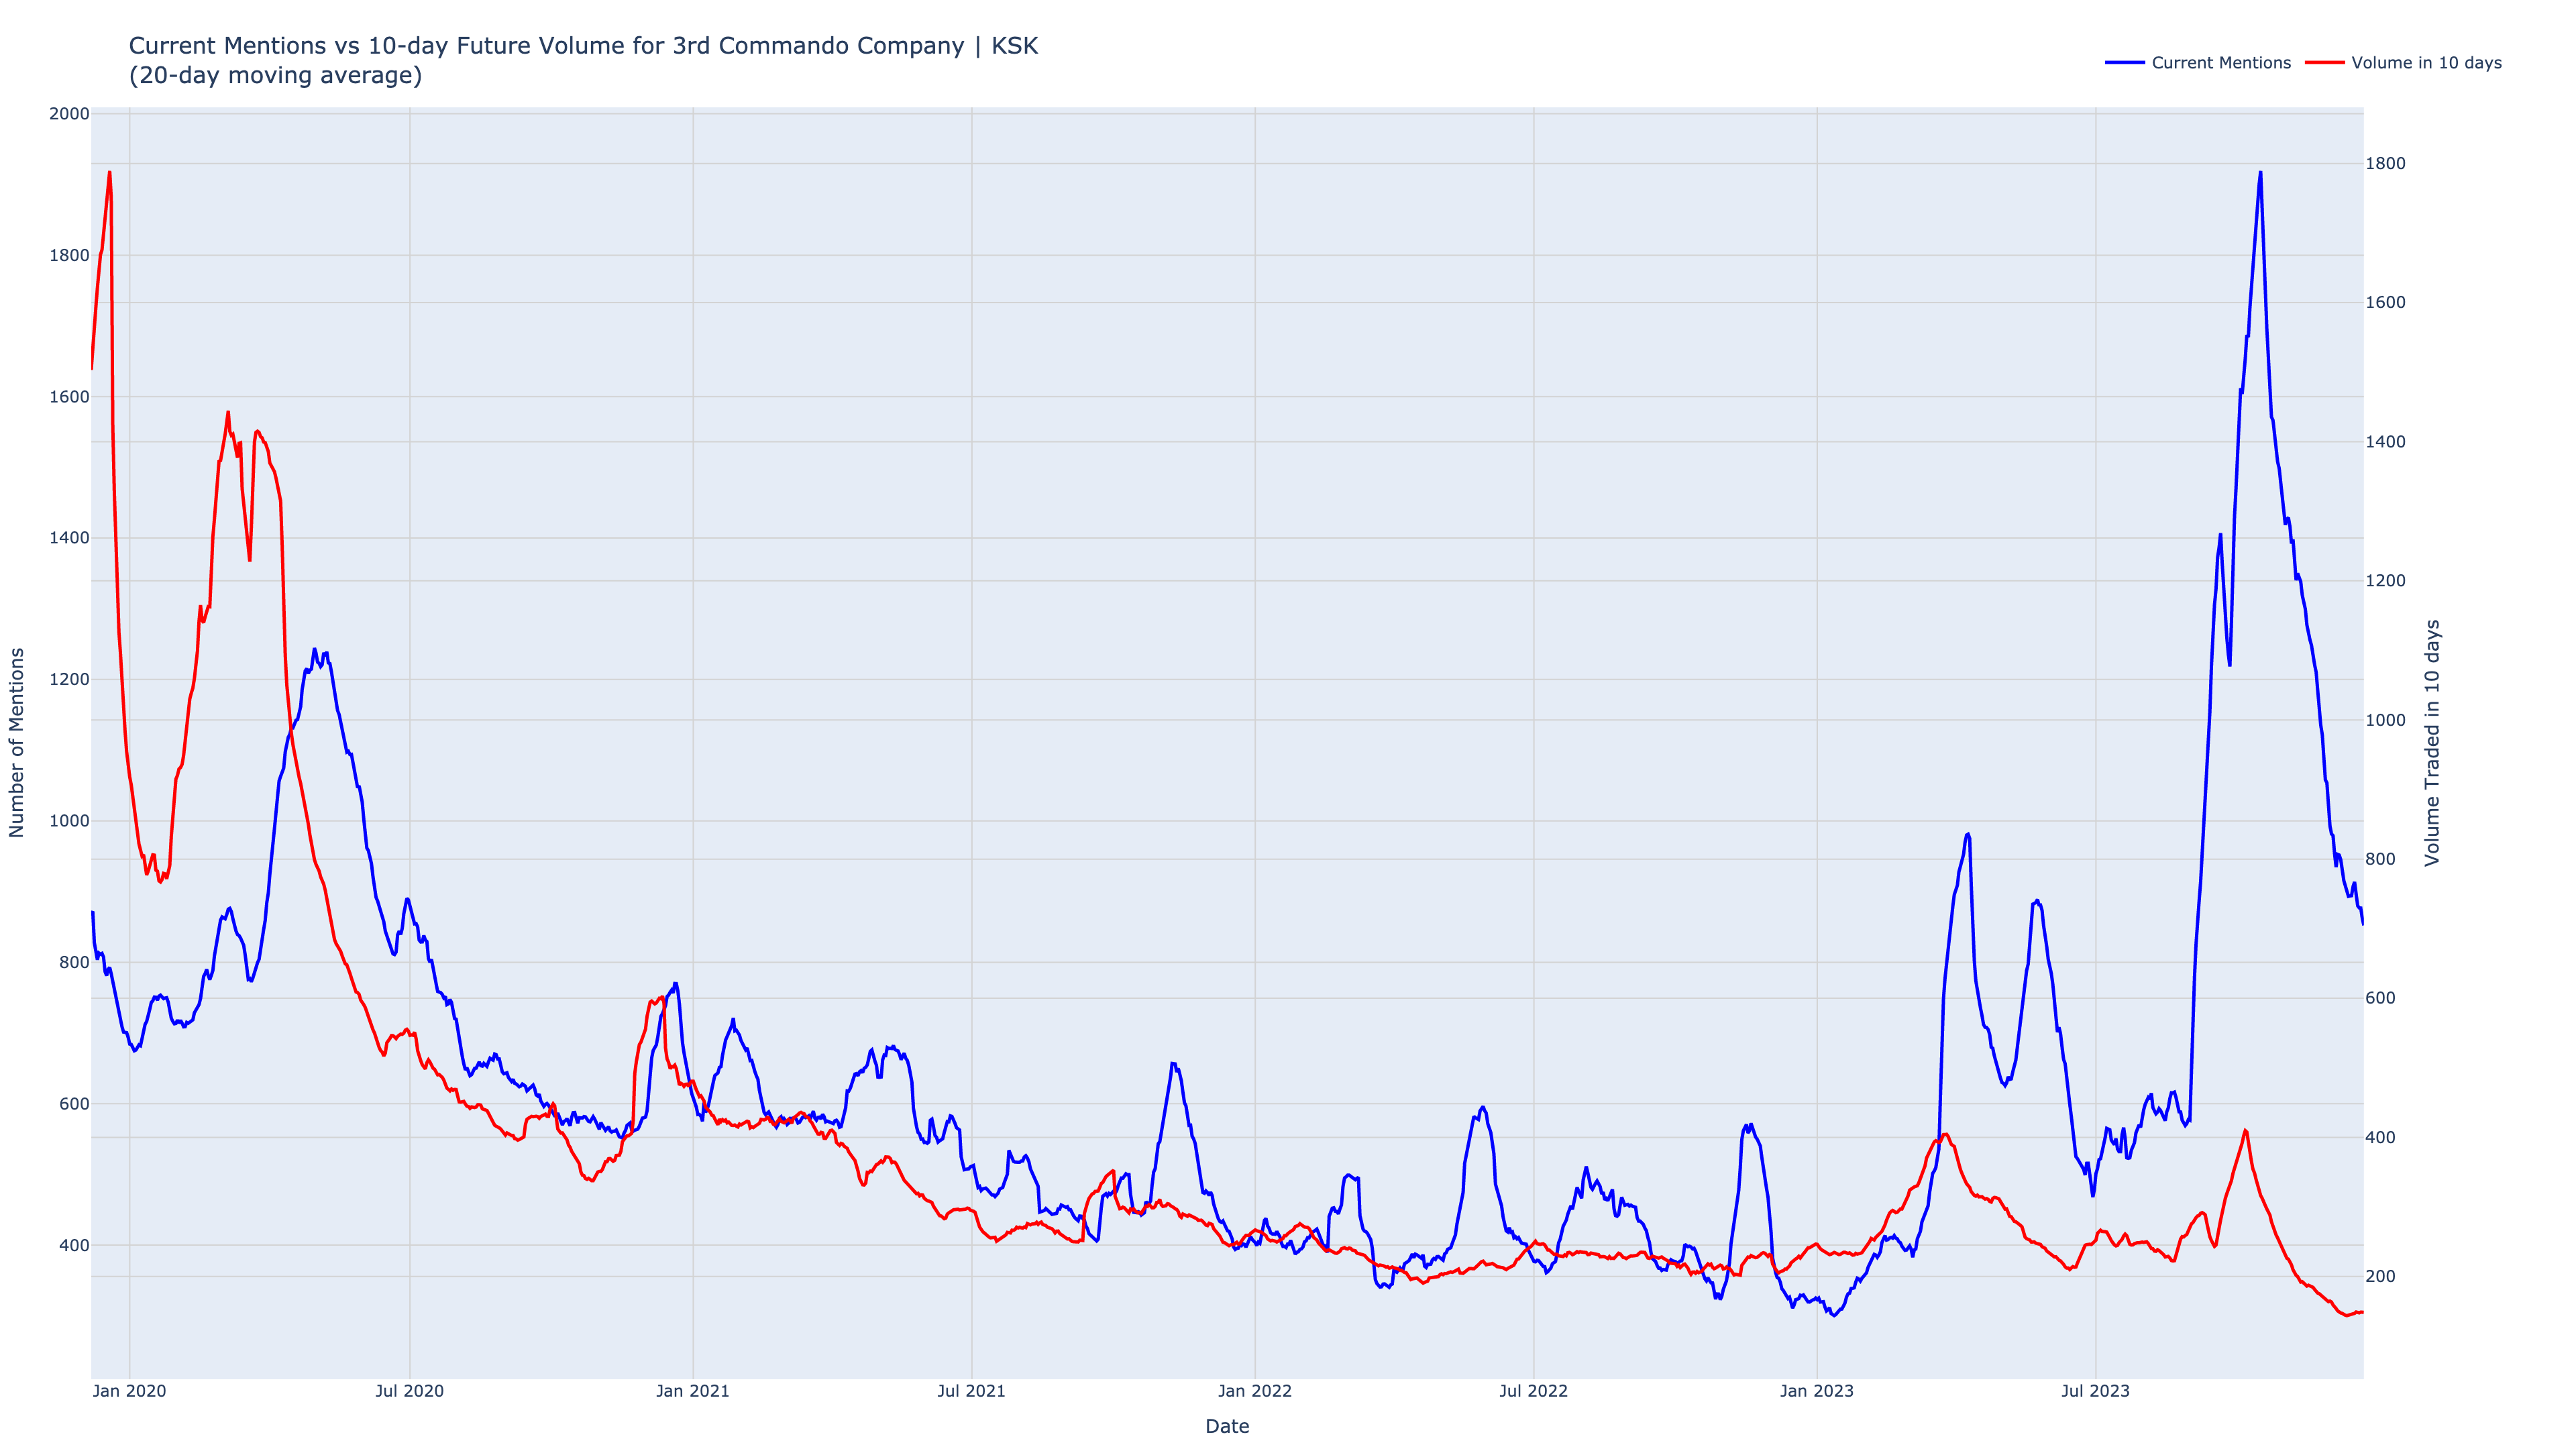 Current Mentions vs 10-day Future Volume for 3rd Commando Company | KSK
(20-day moving average)
Current Mentions
Volume in 10 days
2000
1800
1600
1400
1200
1000
800
600
400
Number of Mentions
1800
1600
1400
1200
1000
800
600
400
200
Volume Traded in 10 days
Jan 2020
Jul 2020
Jan 2021
Jul 2021
Jan 2022
Jul 2022
Jan 2023
Jul 2023
Date